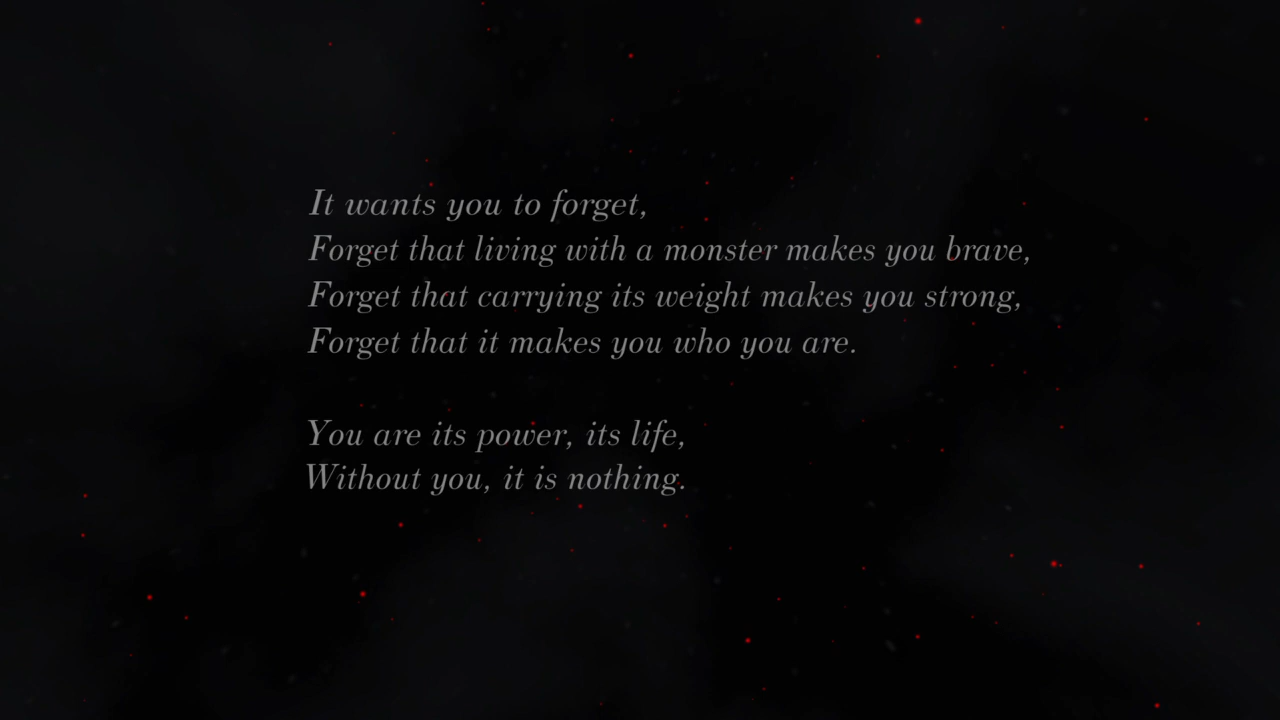 It wants you to forget,
Forget that living with a monster makes you brave,
Forget that carrying its weight makes you strong,
Forget that it makes you who you are.
You are its power, its life,
Without you, it is nothing.